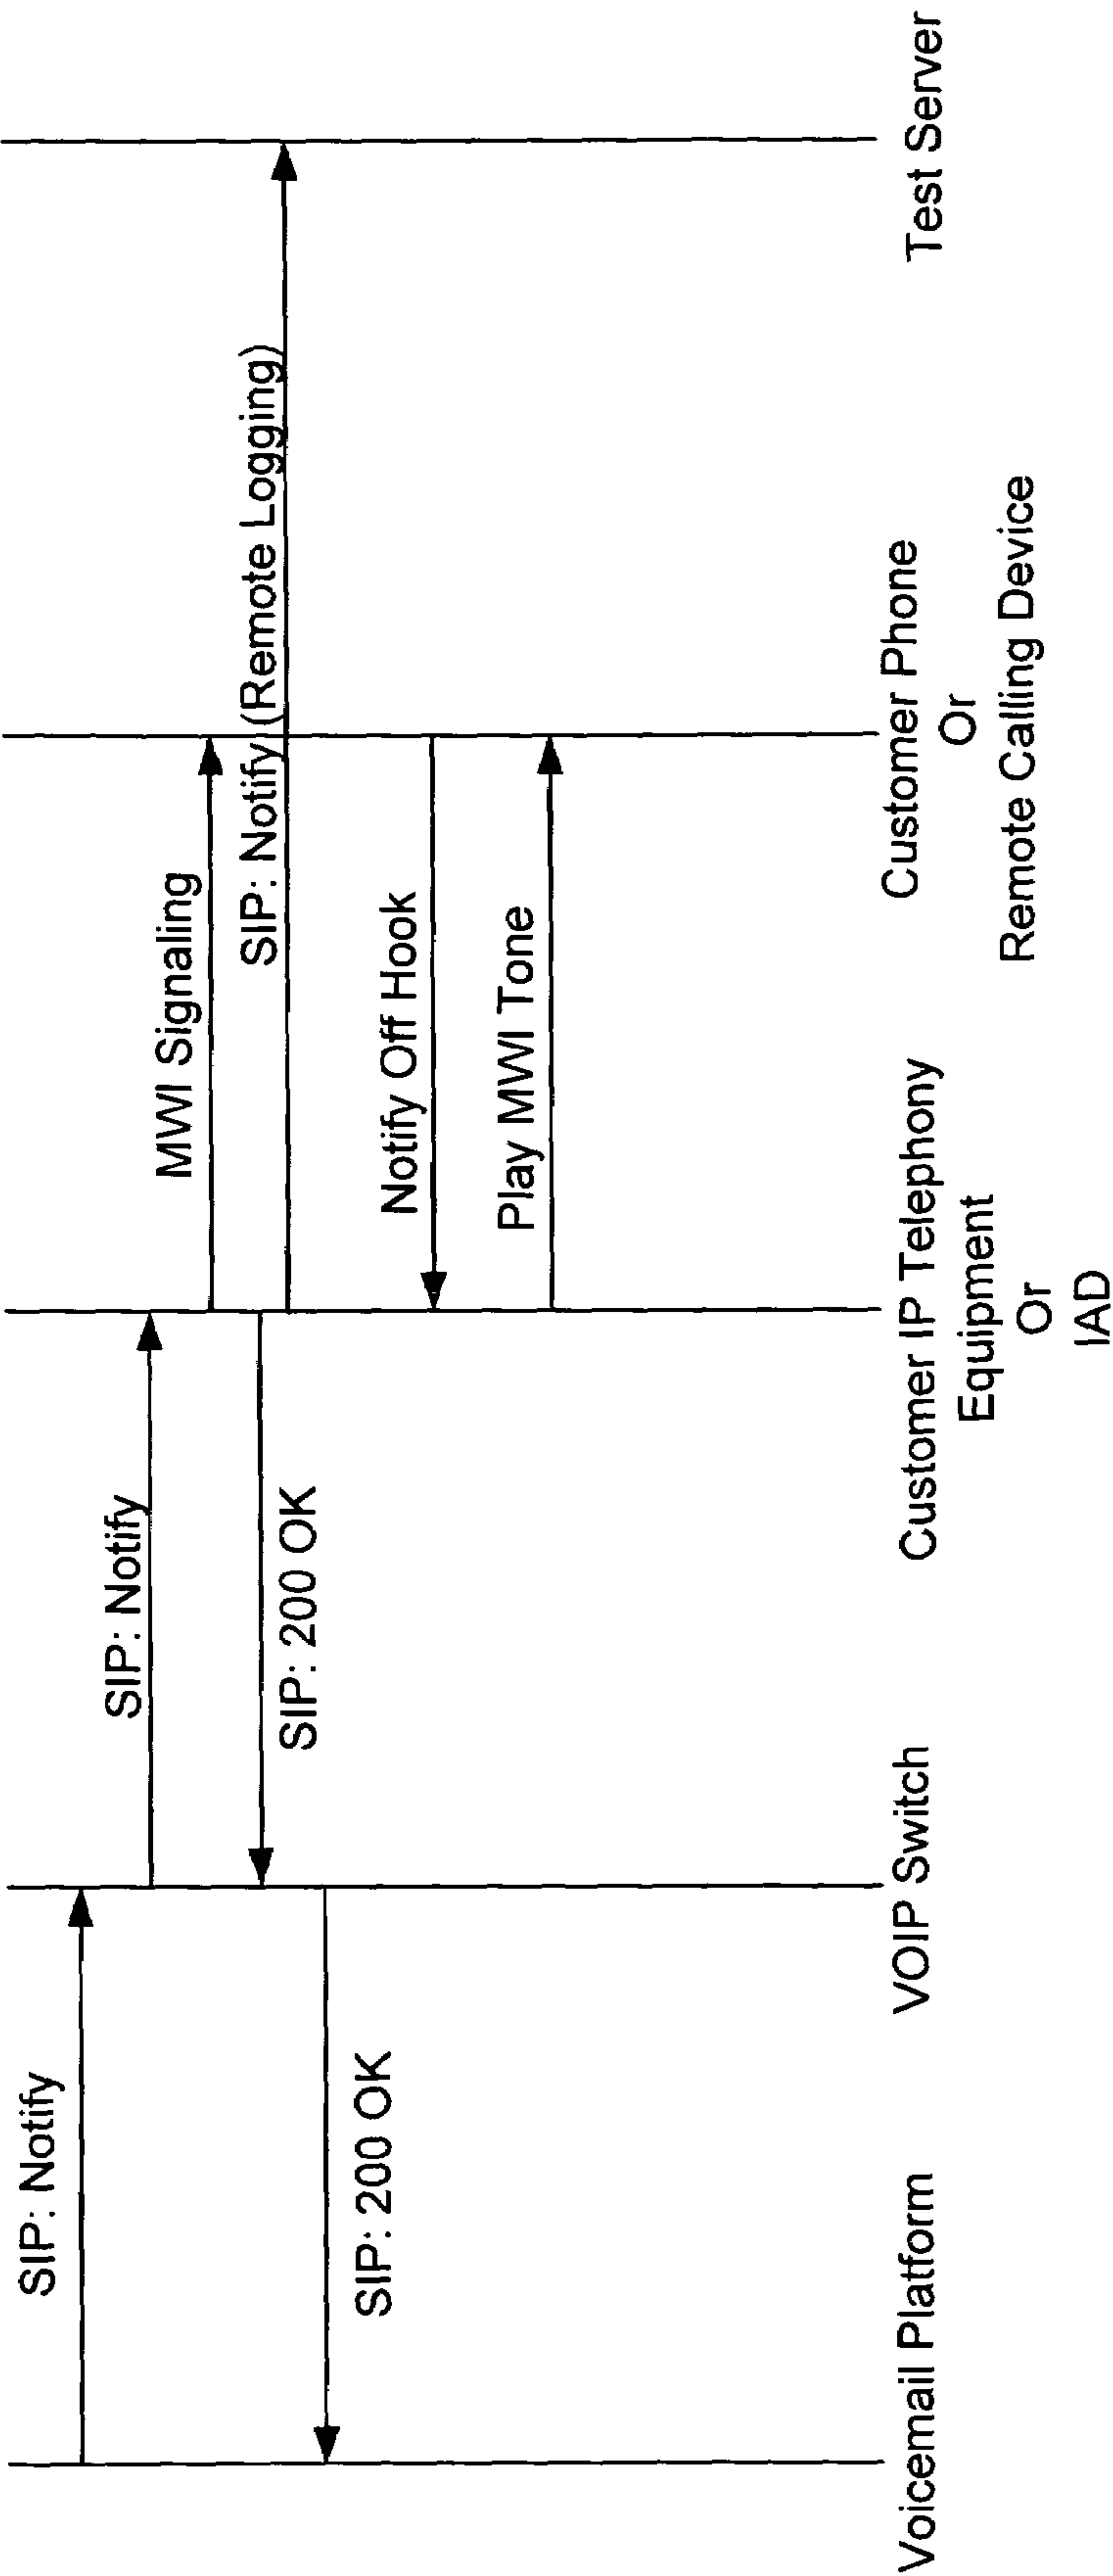 SIP: Notify
SIP: Notify
MWI Signaling
SIP: Notify (Remote Logging)
SIP: 200 OK
SIP: 200 OK
Notify Off Hook
Play MWI Tone
Voicemail Platform
VOIP Switch
Customer IP Telephony
Equipment
Or
IAD
Customer Phone
Or
Remote Calling Device
Test Server